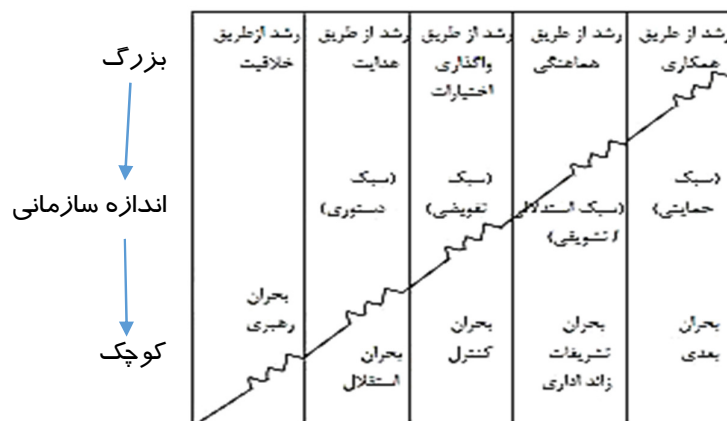 بزرگ
اندازه سازمانی
کوچک
رشد ازطریق
خلاقیت
رشد از طریق
هدایت
رشد از طریق
واگذاری
اختیارات
رشد از طریق
هماهنگی
رشد از طریق
همکاری
(سبک
دستوری)
(سبک
تفویضی)
(سبک استدلالی
/ تشویقی)
(سبک
حمایتی)
بحران
رهبری
بحران
استقلال
بحران
کنترل
بحران
تشریفات
زائد اداری
بحران
بعدی